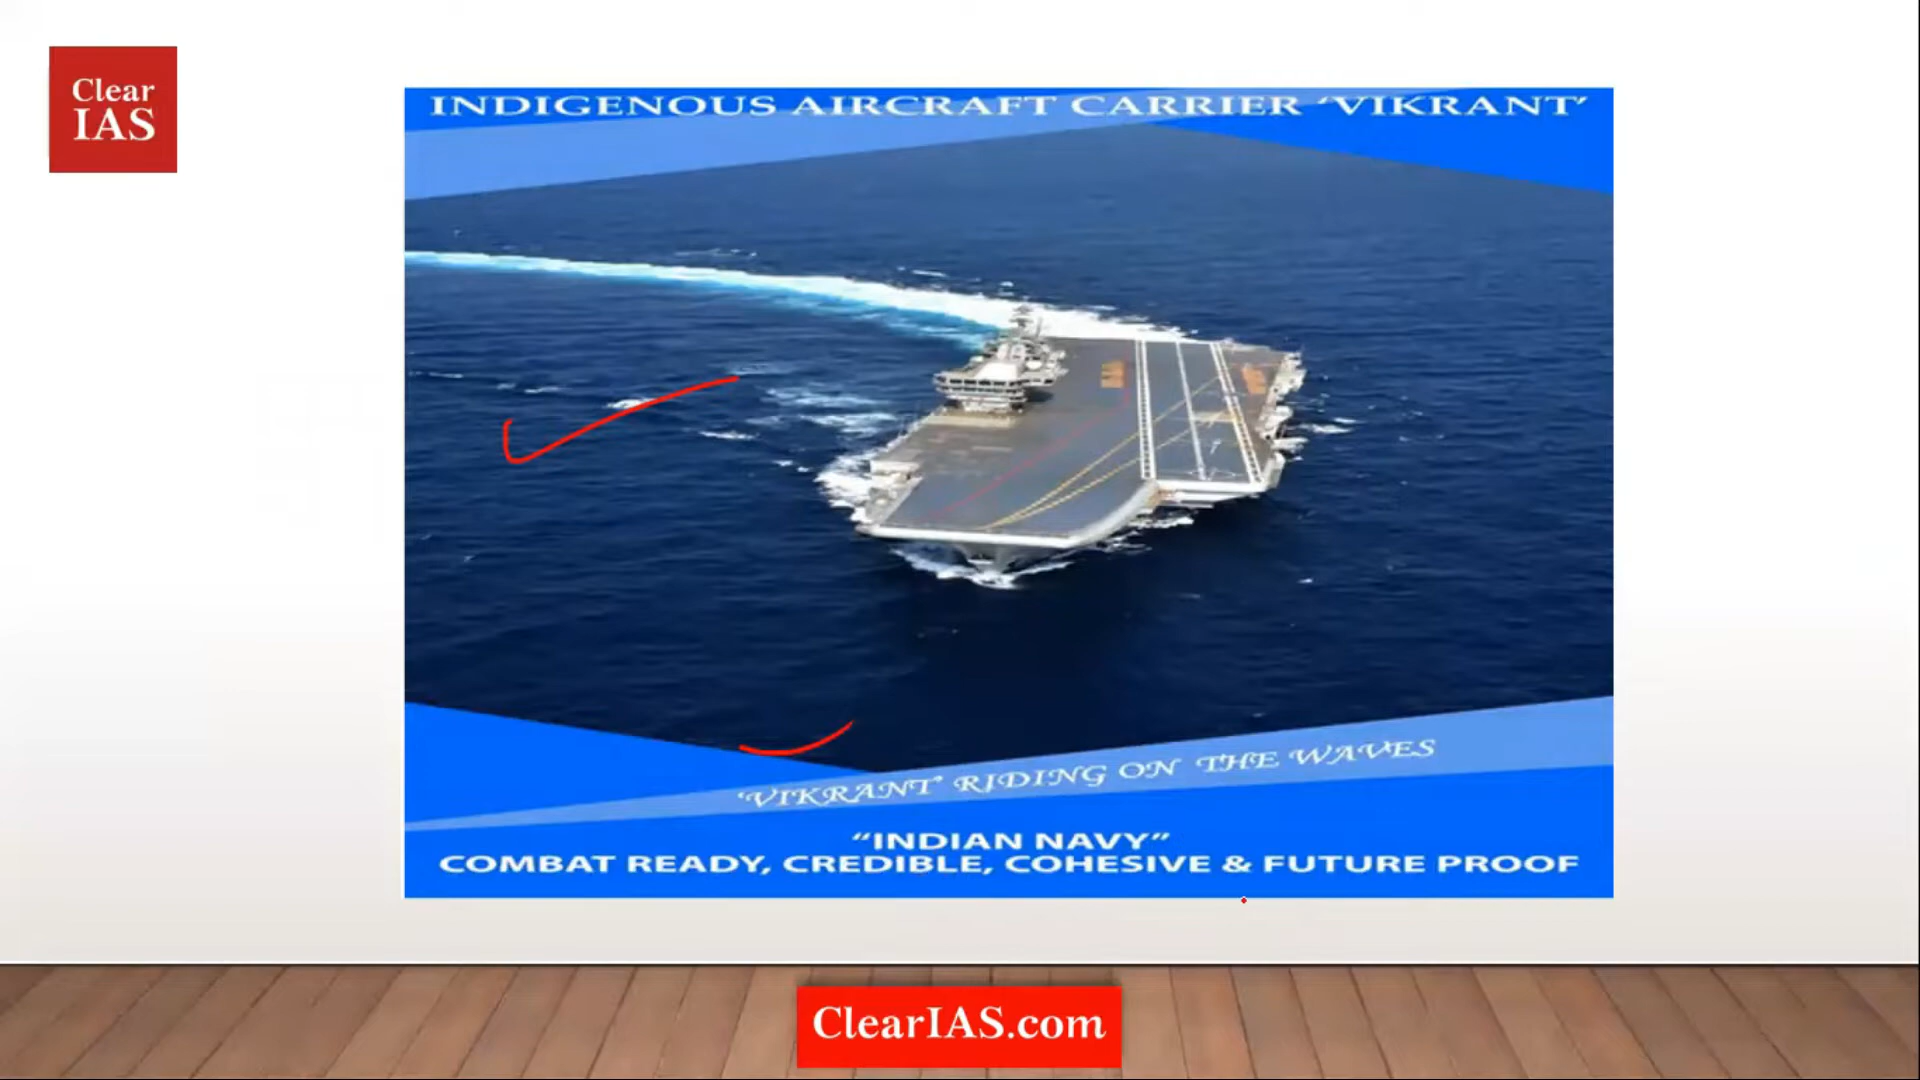 Clear
IAS
INDIGENOUS AIRCRAFT CARRIER ‘VIKRANT’
‘VIKRANT’ RIDING ON THE WAVES
“INDIAN NAVY”
COMBAT READY, CREDIBLE, COHESIVE & FUTURE PROOF
ClearIAS.com